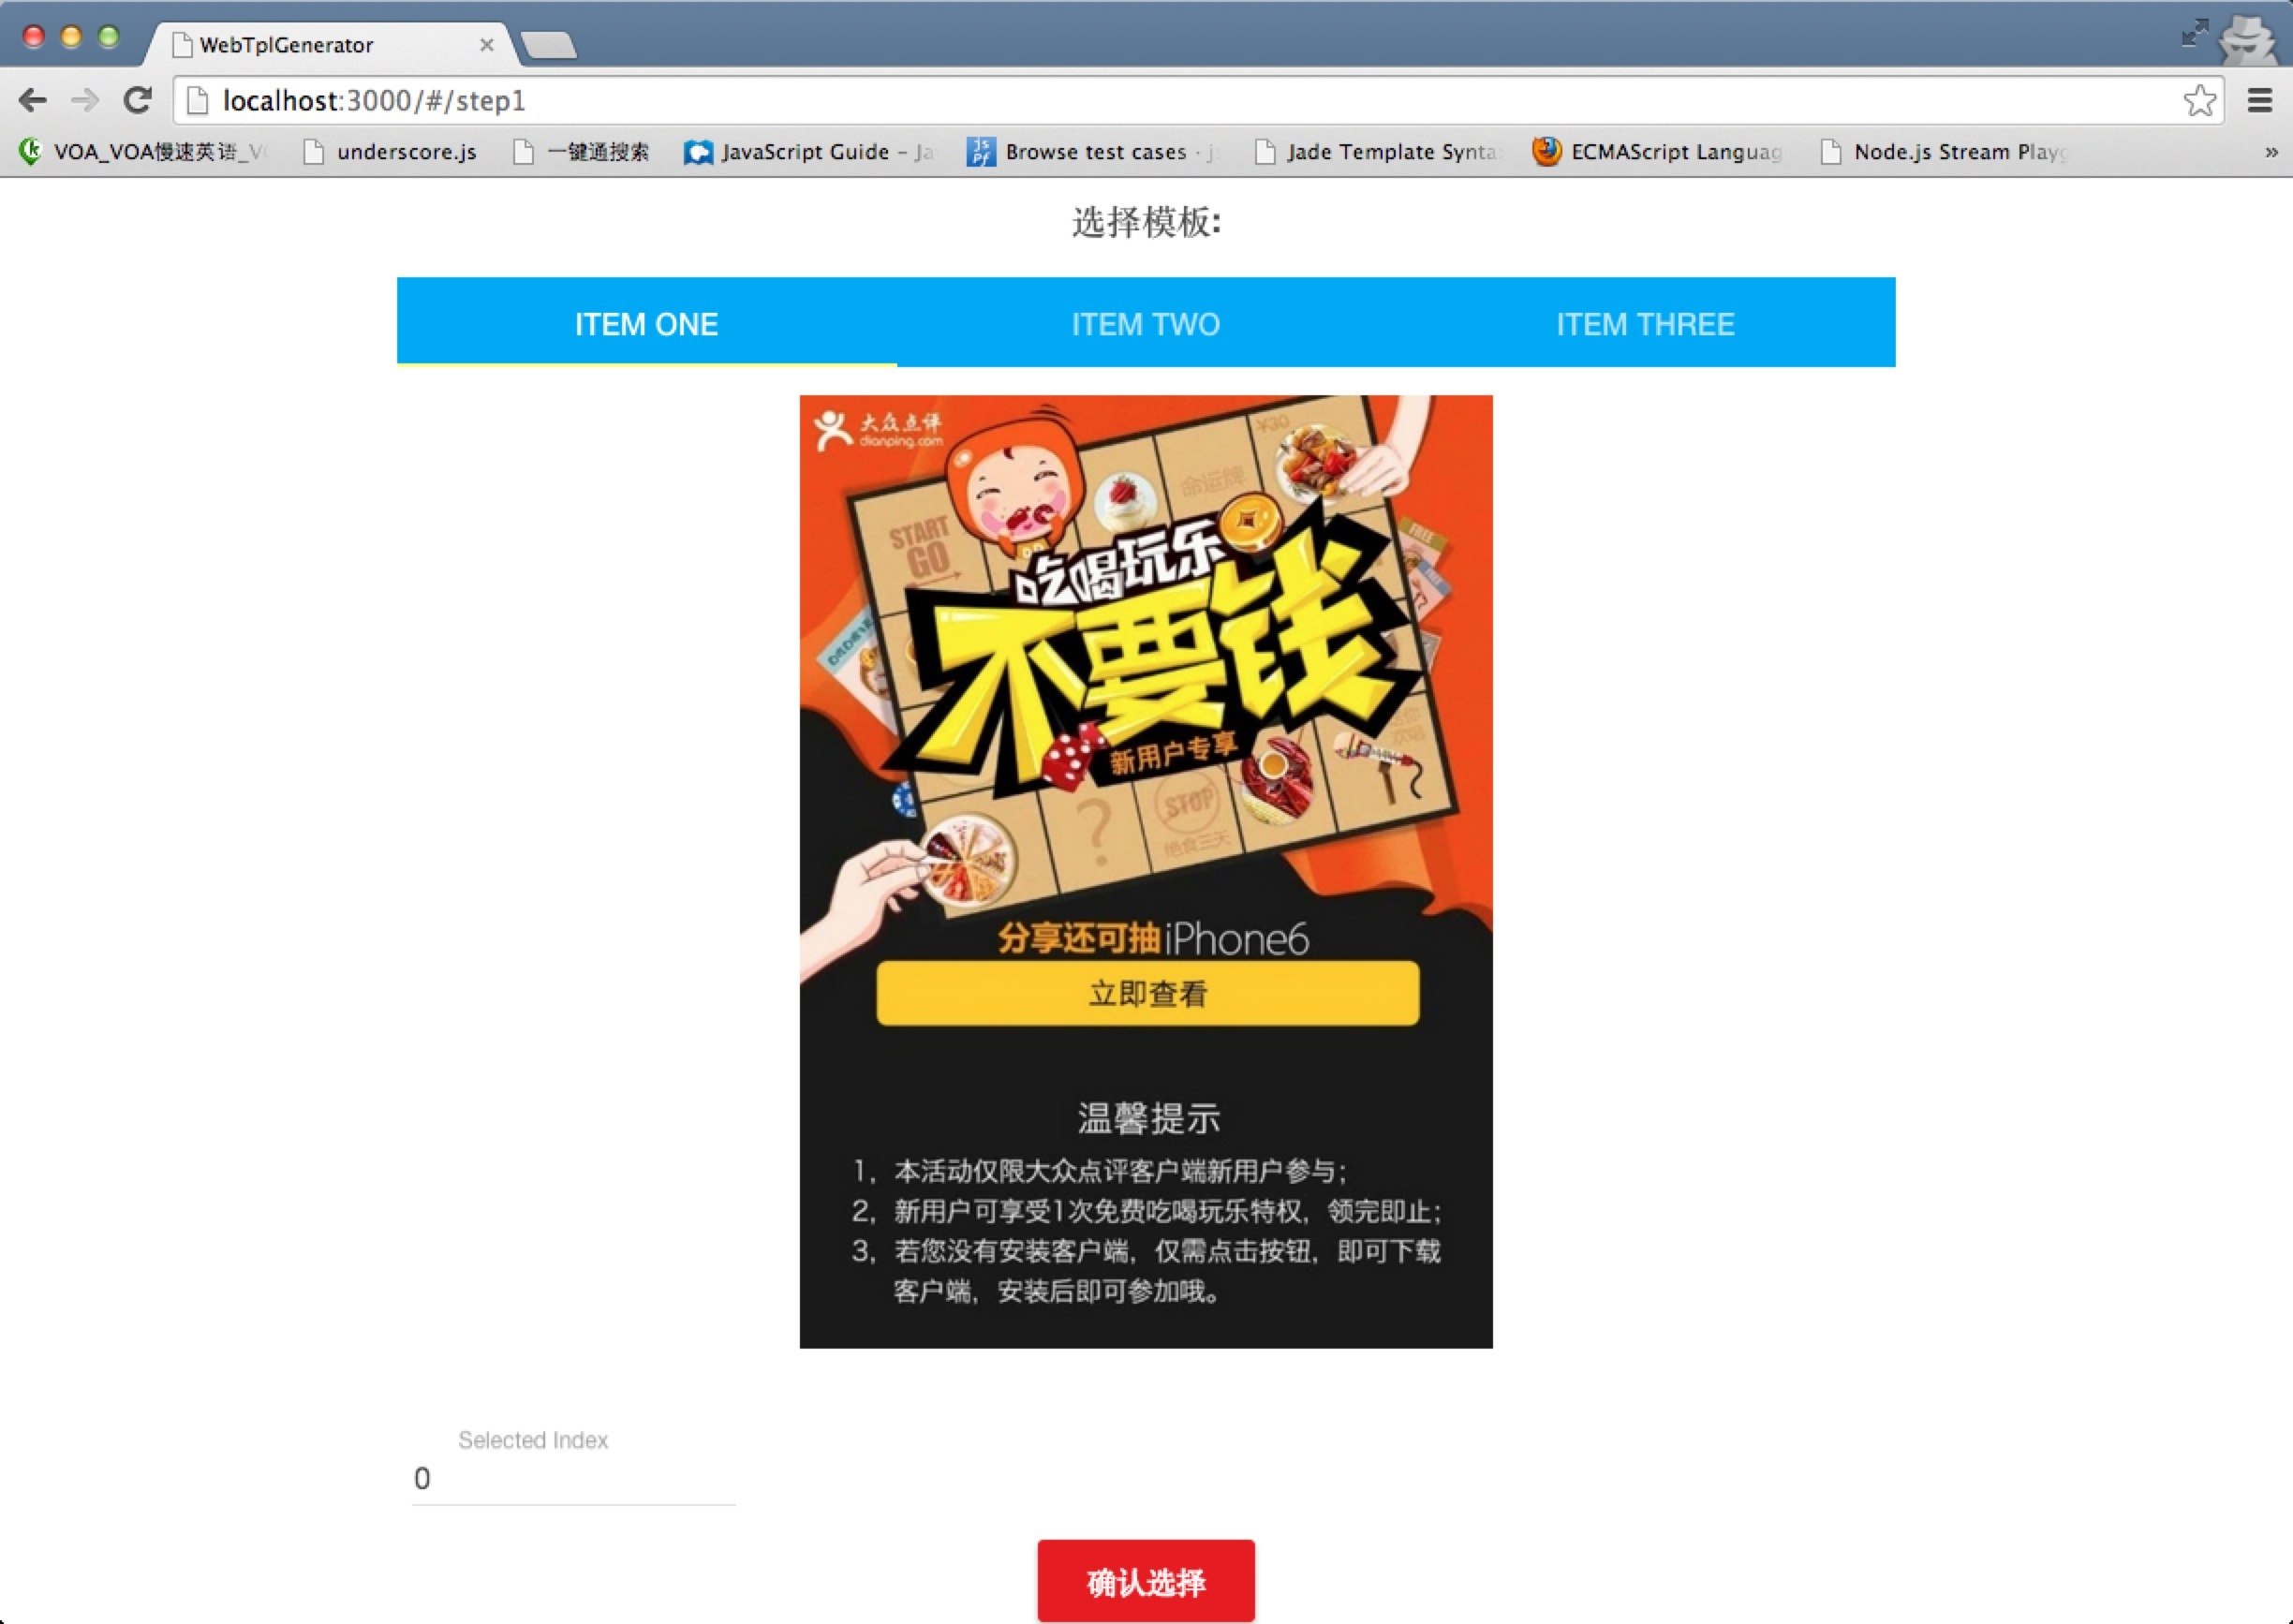 WebTplGenerator
localhost:3000/#/step1
VOA_VOA慢速英语_V
underscore.js
一键通搜索
JavaScript Guide – Ja
Browse test cases · j
Jade Template Synta
ECMAScript Languag
Node.js Stream Play
»
选择模板:
ITEM ONE
ITEM TWO
ITEM THREE
大众点评
dianping.com
¥30
命运牌
START
GO
FREE
吃喝玩乐
不要钱
新用户专享
?
STOP
绝食三天
分享还可抽iPhone6
立即查看
温馨提示
1，本活动仅限大众点评客户端新用户参与；
2，新用户可享受1次免费吃喝玩乐特权，领完即止；
3，若您没有安装客户端，仅需点击按钮，即可下载
客户端，安装后即可参加哦。
Selected Index
0
确认选择